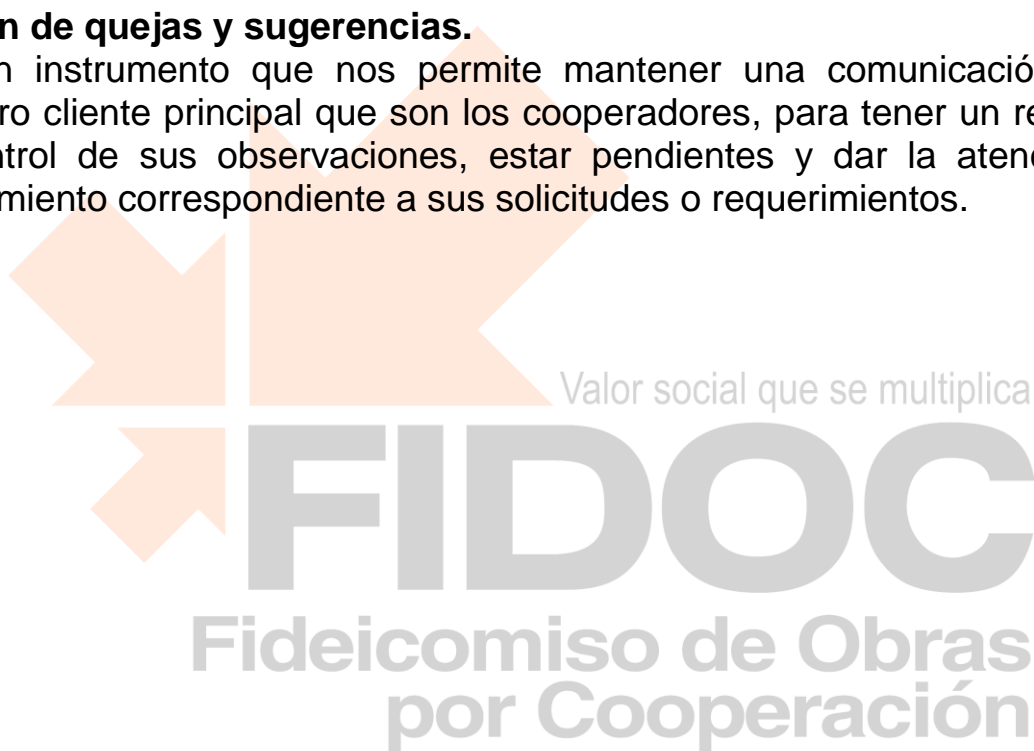 n de quejas y sugerencias.
n instrumento que nos permite mantener una comunicació
ro cliente principal que son los cooperadores, para tener un re
ntrol de sus observaciones, estar pendientes y dar la aten
miento correspondiente a sus solicitudes o requerimientos.
Valor social que se multiplica
FIDOC
Fideicomiso de Obras
por Cooperación